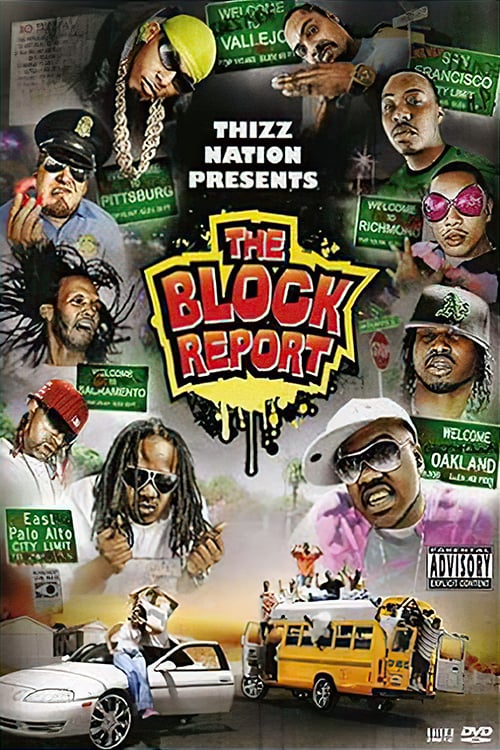 WELCOME
VALLEJO
SAN
FRANCISCO
CITY LIMIT
THIZZ
NATION
PRESENTS
PITTSBURG
WELCOME
TO
RICHMOND
THE
BLOCK
REPORT
WELCOME
TO
SACRAMENTO
WELCOME
OAKLAND
East
Palo Alto
CITY LIMIT
PARENTAL
ADVISORY
EXPLICIT CONTENT
DVD